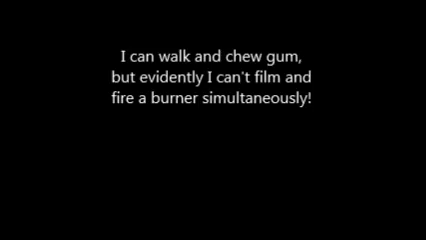 I can walk and chew gum,
but evidently I can't film and
fire a burner simultaneously!